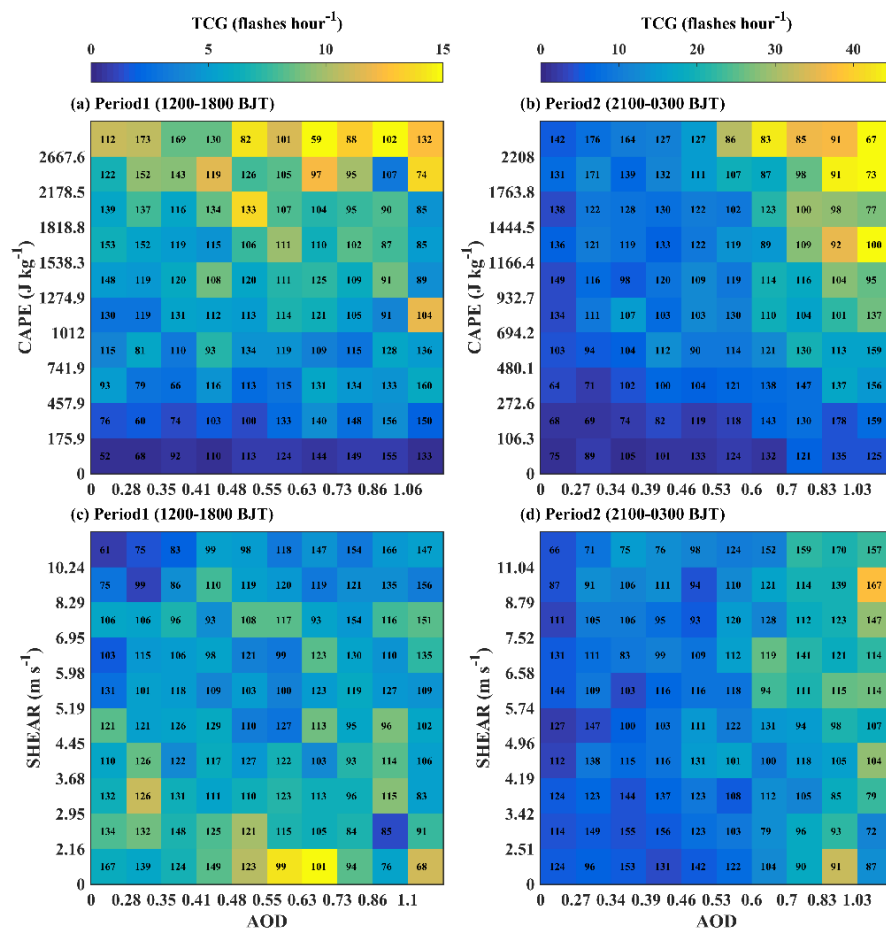 TCG (flashes hour-1)
0 5 10 15
TCG (flashes hour-1)
0 10 20 30 40
(a) Period1 (1200-1800 BJT)
112 173 169 130 82 101 59 88 102 132
2667.6
122 152 143 119 126 105 97 95 107 74
2178.5
139 137 116 134 133 107 104 95 90 85
1818.8
153 152 119 115 106 111 110 102 87 85
1538.3
148 119 120 108 120 111 125 109 91 89
1274.9
130 119 131 112 113 114 121 105 91 104
1012
115 81 110 93 134 119 109 115 128 136
741.9
93 79 66 116 113 115 131 134 133 160
457.9
76 60 74 103 100 133 140 148 156 150
175.9
52 68 92 110 113 124 144 149 155 133
0
CAPE (J kg-1)
0 0.28 0.35 0.41 0.48 0.55 0.63 0.73 0.86 1.06
(b) Period2 (2100-0300 BJT)
142 176 164 127 127 86 83 85 91 67
2208
131 171 139 132 111 107 87 98 91 73
1763.8
138 122 128 130 122 102 123 100 98 77
1444.5
136 121 119 133 122 119 89 109 92 100
1166.4
149 116 98 120 119 119 114 116 104 95
932.7
134 111 107 103 103 130 110 104 101 137
694.2
103 94 104 112 90 114 121 130 113 159
480.1
64 71 102 100 104 121 138 147 137 156
272.6
68 69 74 82 119 118 143 130 178 159
106.3
75 89 105 101 133 124 132 121 135 125
0
CAPE (J kg-1)
0 0.27 0.34 0.39 0.46 0.53 0.6 0.7 0.83 1.03
(c) Period1 (1200-1800 BJT)
61 75 83 99 98 118 147 154 166 147
10.24
75 99 86 110 119 120 119 121 135 156
8.29
106 106 96 93 108 117 93 154 116 151
6.95
103 115 106 98 121 99 123 130 110 135
5.98
131 101 118 109 103 100 123 119 127 109
5.19
121 121 126 129 110 127 113 95 96 102
4.45
110 126 122 117 127 122 103 93 114 106
3.68
132 126 131 111 110 123 113 96 115 83
2.95
134 132 148 125 121 115 105 84 85 91
2.16
167 139 124 149 123 99 101 94 76 68
0
SHEAR (m s-1)
0 0.28 0.35 0.41 0.48 0.55 0.63 0.73 0.86 1.1
AOD
(d) Period2 (2100-0300 BJT)
66 71 75 76 98 124 152 159 170 157
11.04
87 91 106 111 94 110 121 114 139 167
8.79
111 105 106 95 93 120 128 112 123 147
7.52
131 111 83 99 109 112 119 141 121 114
6.58
144 109 103 116 116 118 94 111 115 114
5.74
127 147 100 103 111 122 131 94 98 107
4.96
112 138 115 116 120 101 100 118 105 104
4.19
124 123 144 137 123 108 112 105 85 79
3.42
114 149 155 156 123 103 79 96 93 72
2.51
124 96 153 131 142 122 104 90 91 87
0
SHEAR (m s-1)
0 0.27 0.34 0.39 0.46 0.53 0.6 0.7 0.83 1.03
AOD